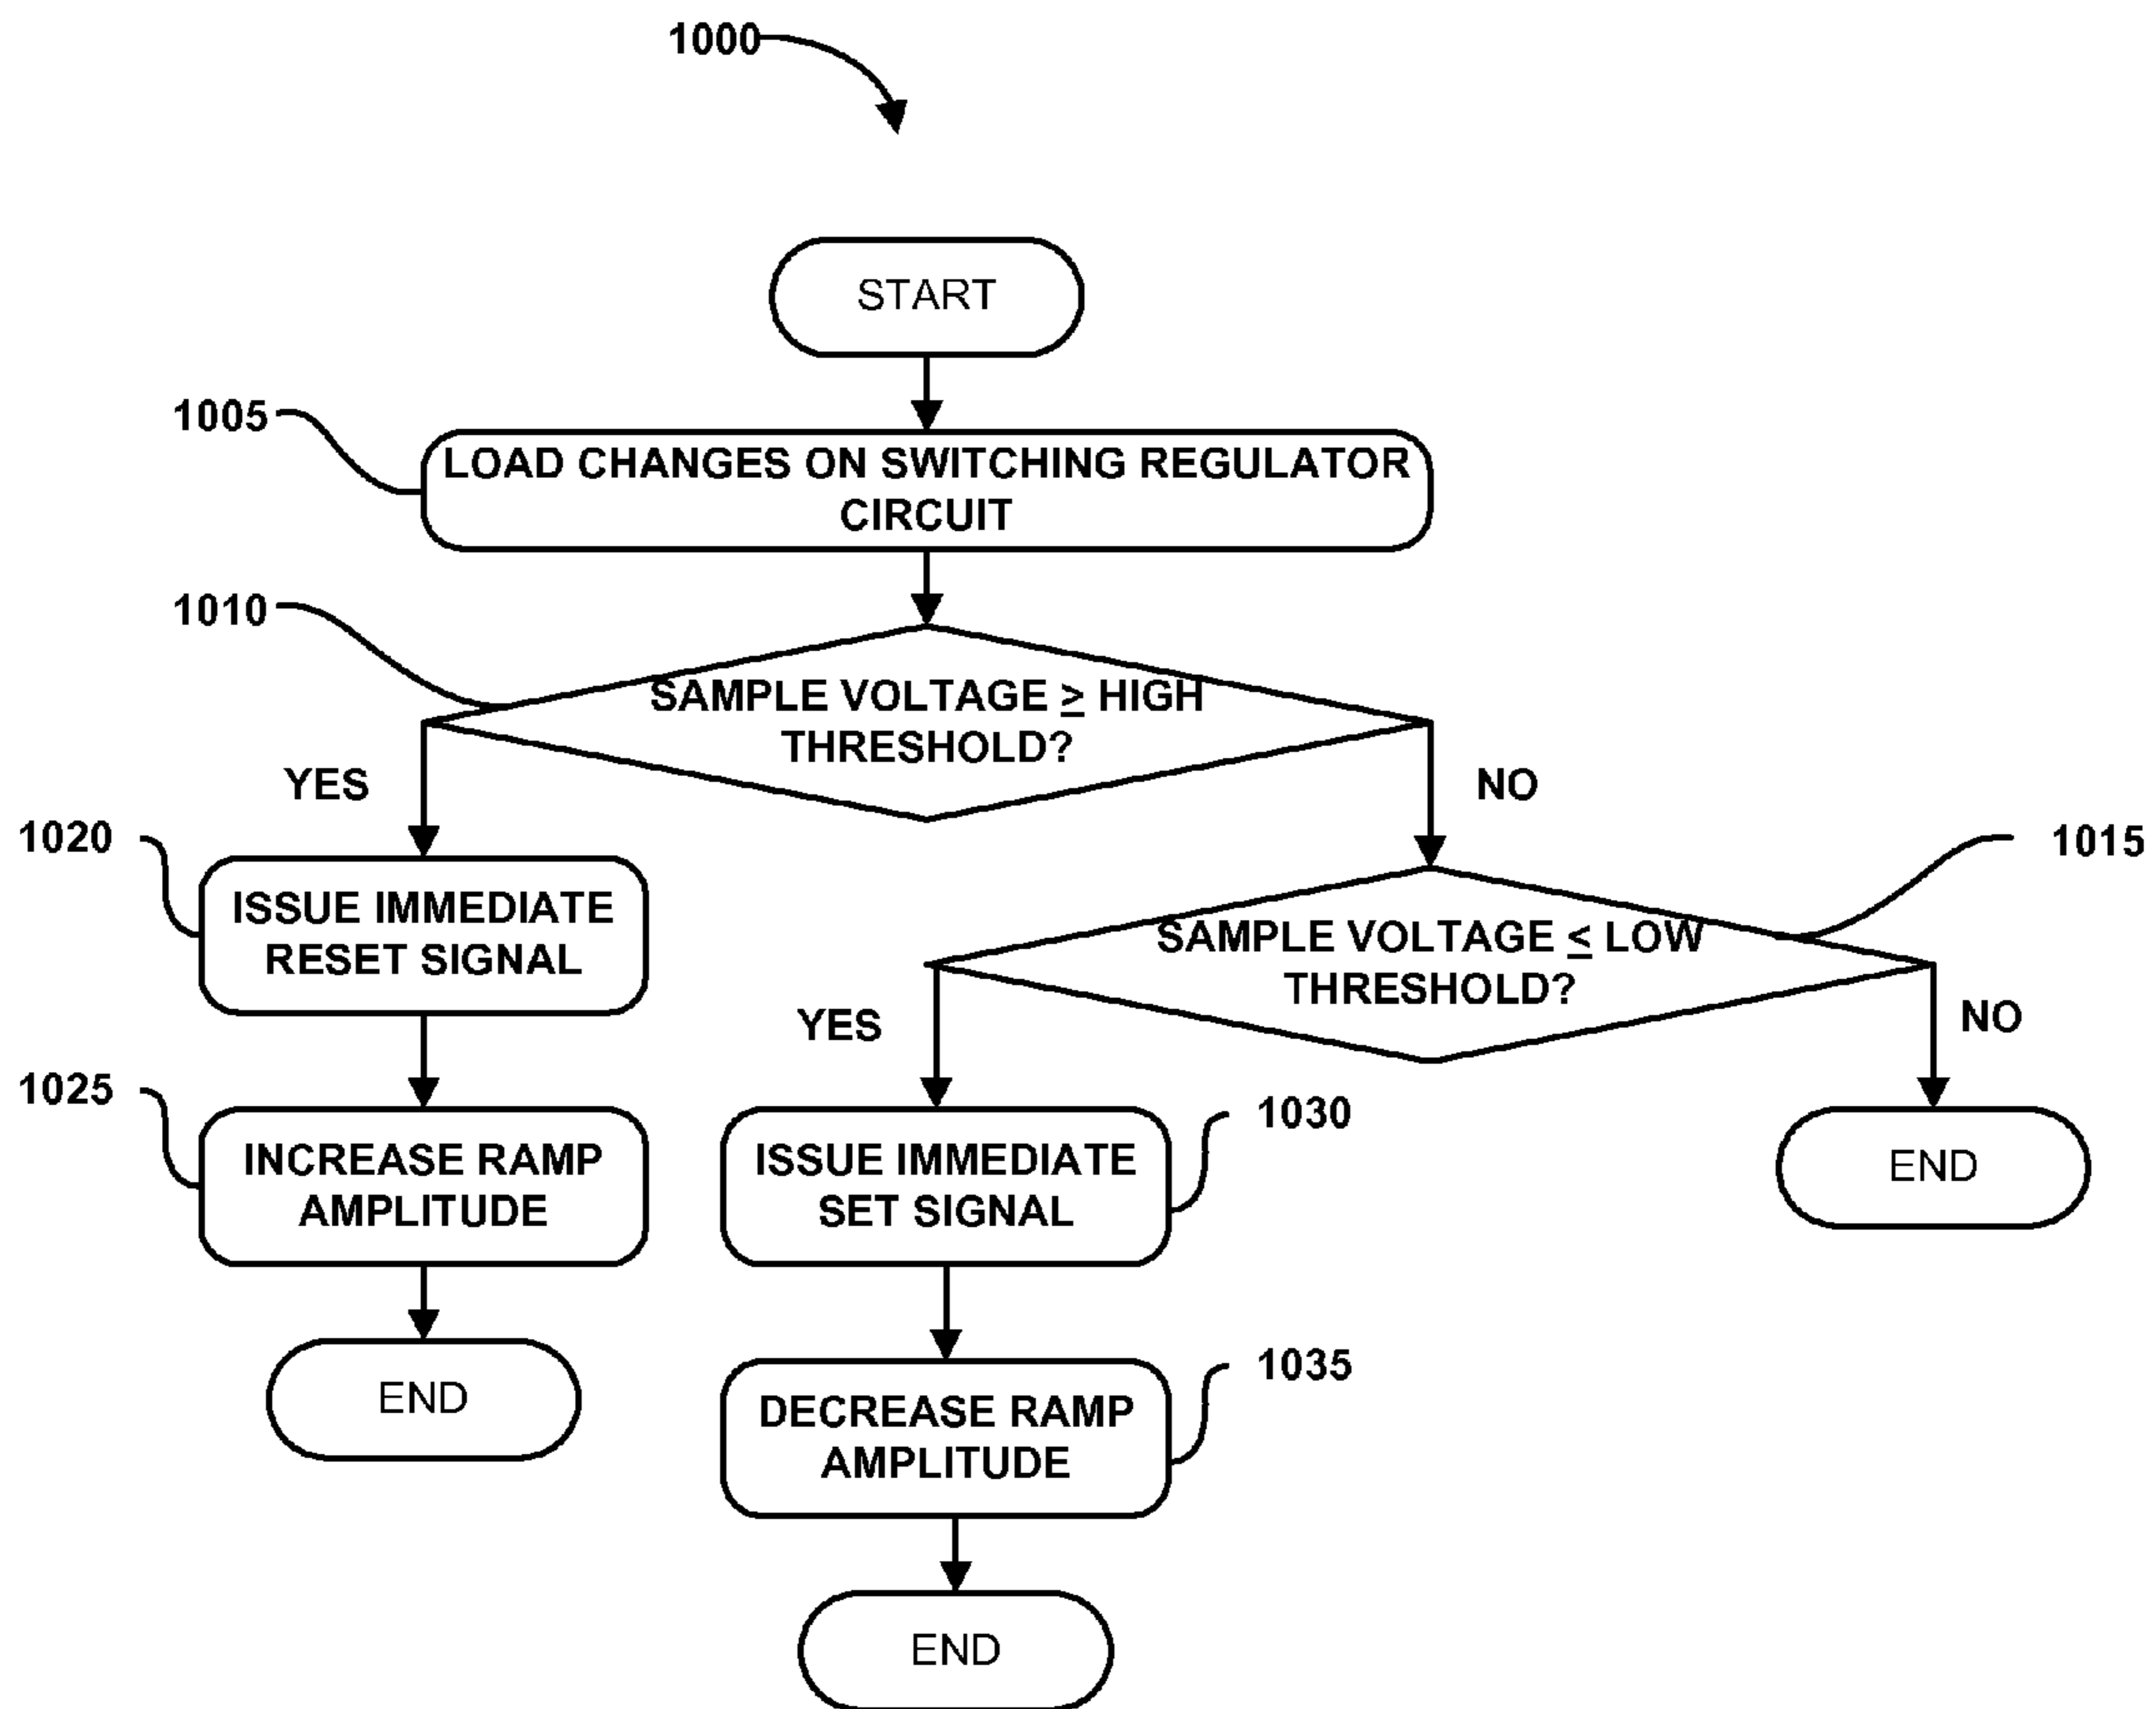 1000
START
1005
LOAD CHANGES ON SWITCHING REGULATOR
CIRCUIT
1010
SAMPLE VOLTAGE ≥ HIGH
THRESHOLD?
YES
NO
1020
ISSUE IMMEDIATE
RESET SIGNAL
1015
SAMPLE VOLTAGE ≤ LOW
THRESHOLD?
YES
NO
1025
INCREASE RAMP
AMPLITUDE
1030
ISSUE IMMEDIATE
SET SIGNAL
END
END
1035
DECREASE RAMP
AMPLITUDE
END